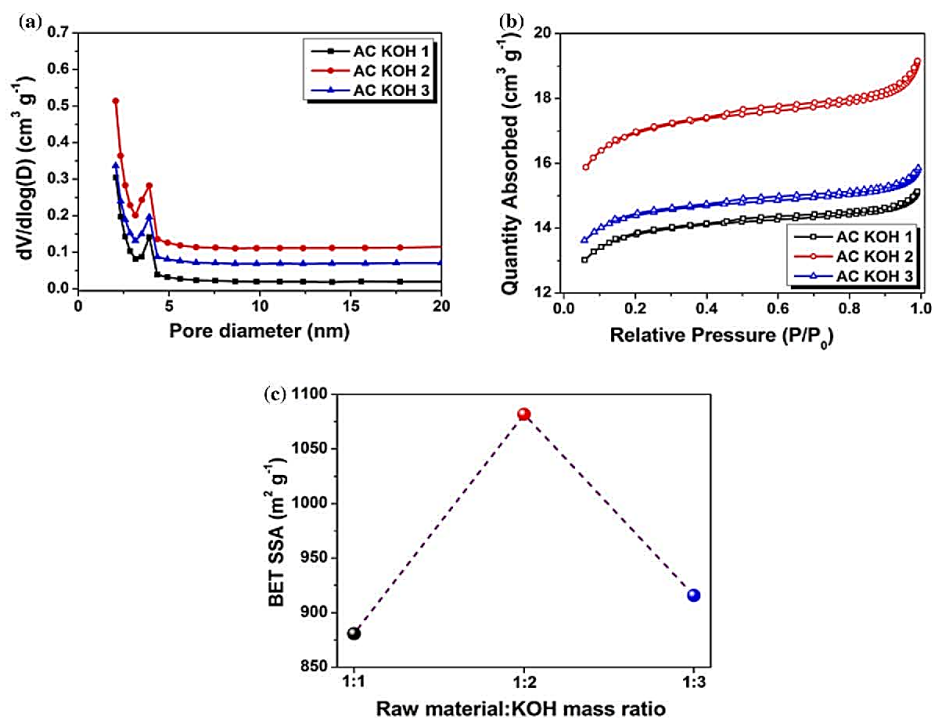 (a)
0.7
0.6
0.5
0.4
0.3
0.2
0.1
0.0
dV/dlog(D) (cm³ g⁻¹)
AC KOH 1
AC KOH 2
AC KOH 3
0 5 10 15 20
Pore diameter (nm)
(b)
20
18
16
14
12
Quantity Absorbed (cm³ g⁻¹)
AC KOH 1
AC KOH 2
AC KOH 3
0.0 0.2 0.4 0.6 0.8 1.0
Relative Pressure (P/P₀)
(c)
1100
1050
1000
950
900
850
BET SSA (m² g⁻¹)
1:1 1:2 1:3
Raw material:KOH mass ratio